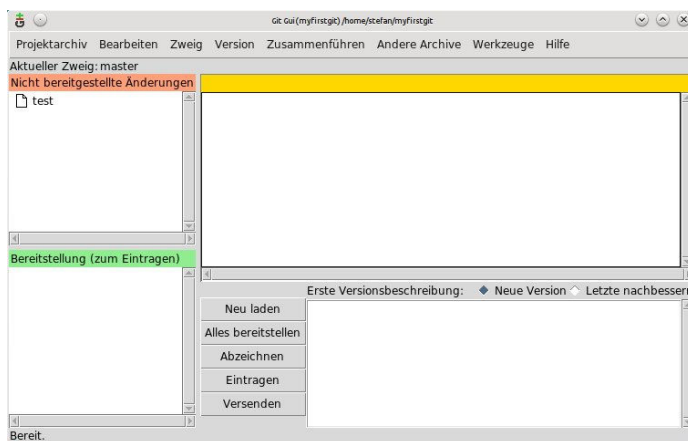 Git Gui (myfirstgit) /home/stefan/myfirstgit
Projektarchiv Bearbeiten Zweig Version Zusammenführen Andere Archive Werkzeuge Hilfe
Aktueller Zweig: master
Nicht bereitgestellte Änderungen
test
Bereitstellung (zum Eintragen)
Erste Versionsbeschreibung: Neue Version Letzte nachbessern
Neu laden
Alles bereitstellen
Abzeichnen
Eintragen
Versenden
Bereit.